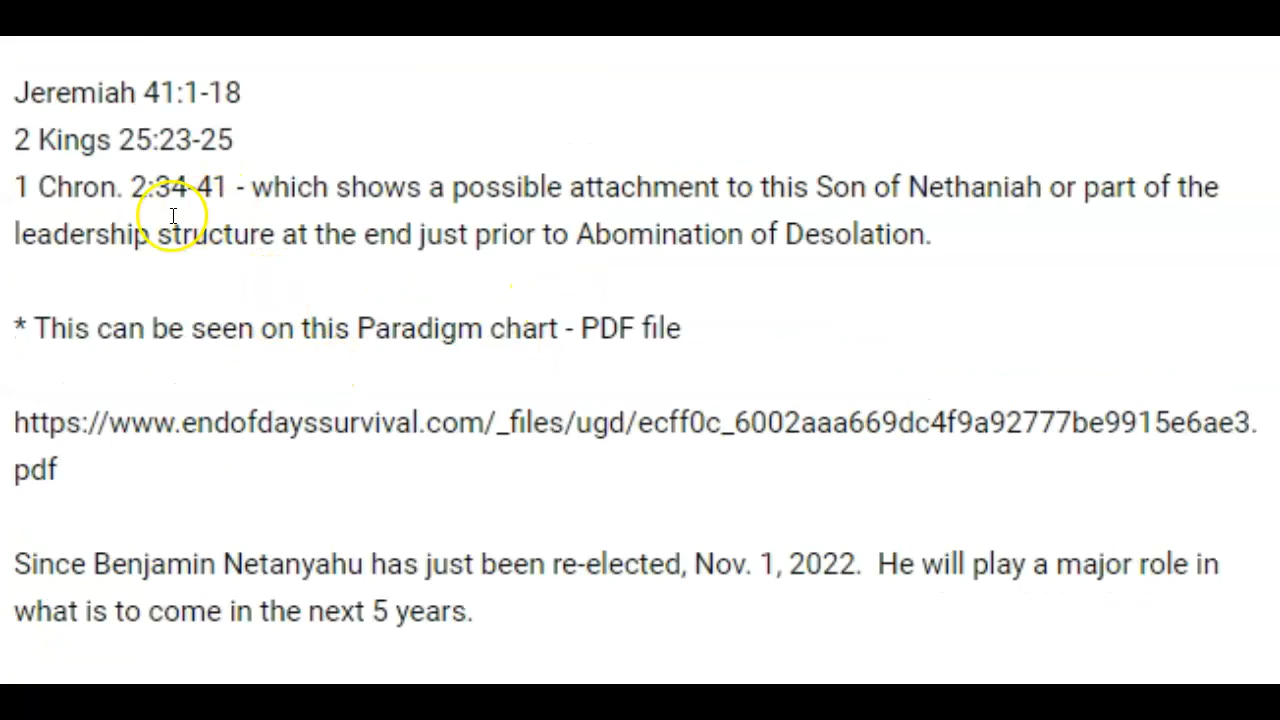 Jeremiah 41:1-18
2 Kings 25:23-25
1 Chron. 2:34-41 - which shows a possible attachment to this Son of Nethaniah or part of the
leadership structure at the end just prior to Abomination of Desolation.
* This can be seen on this Paradigm chart - PDF file
https://www.endofdayssurvival.com/_files/ugd/ecff0c_6002aaa669dc4f9a92777be9915e6ae3.
pdf
Since Benjamin Netanyahu has just been re-elected, Nov. 1, 2022.  He will play a major role in
what is to come in the next 5 years.